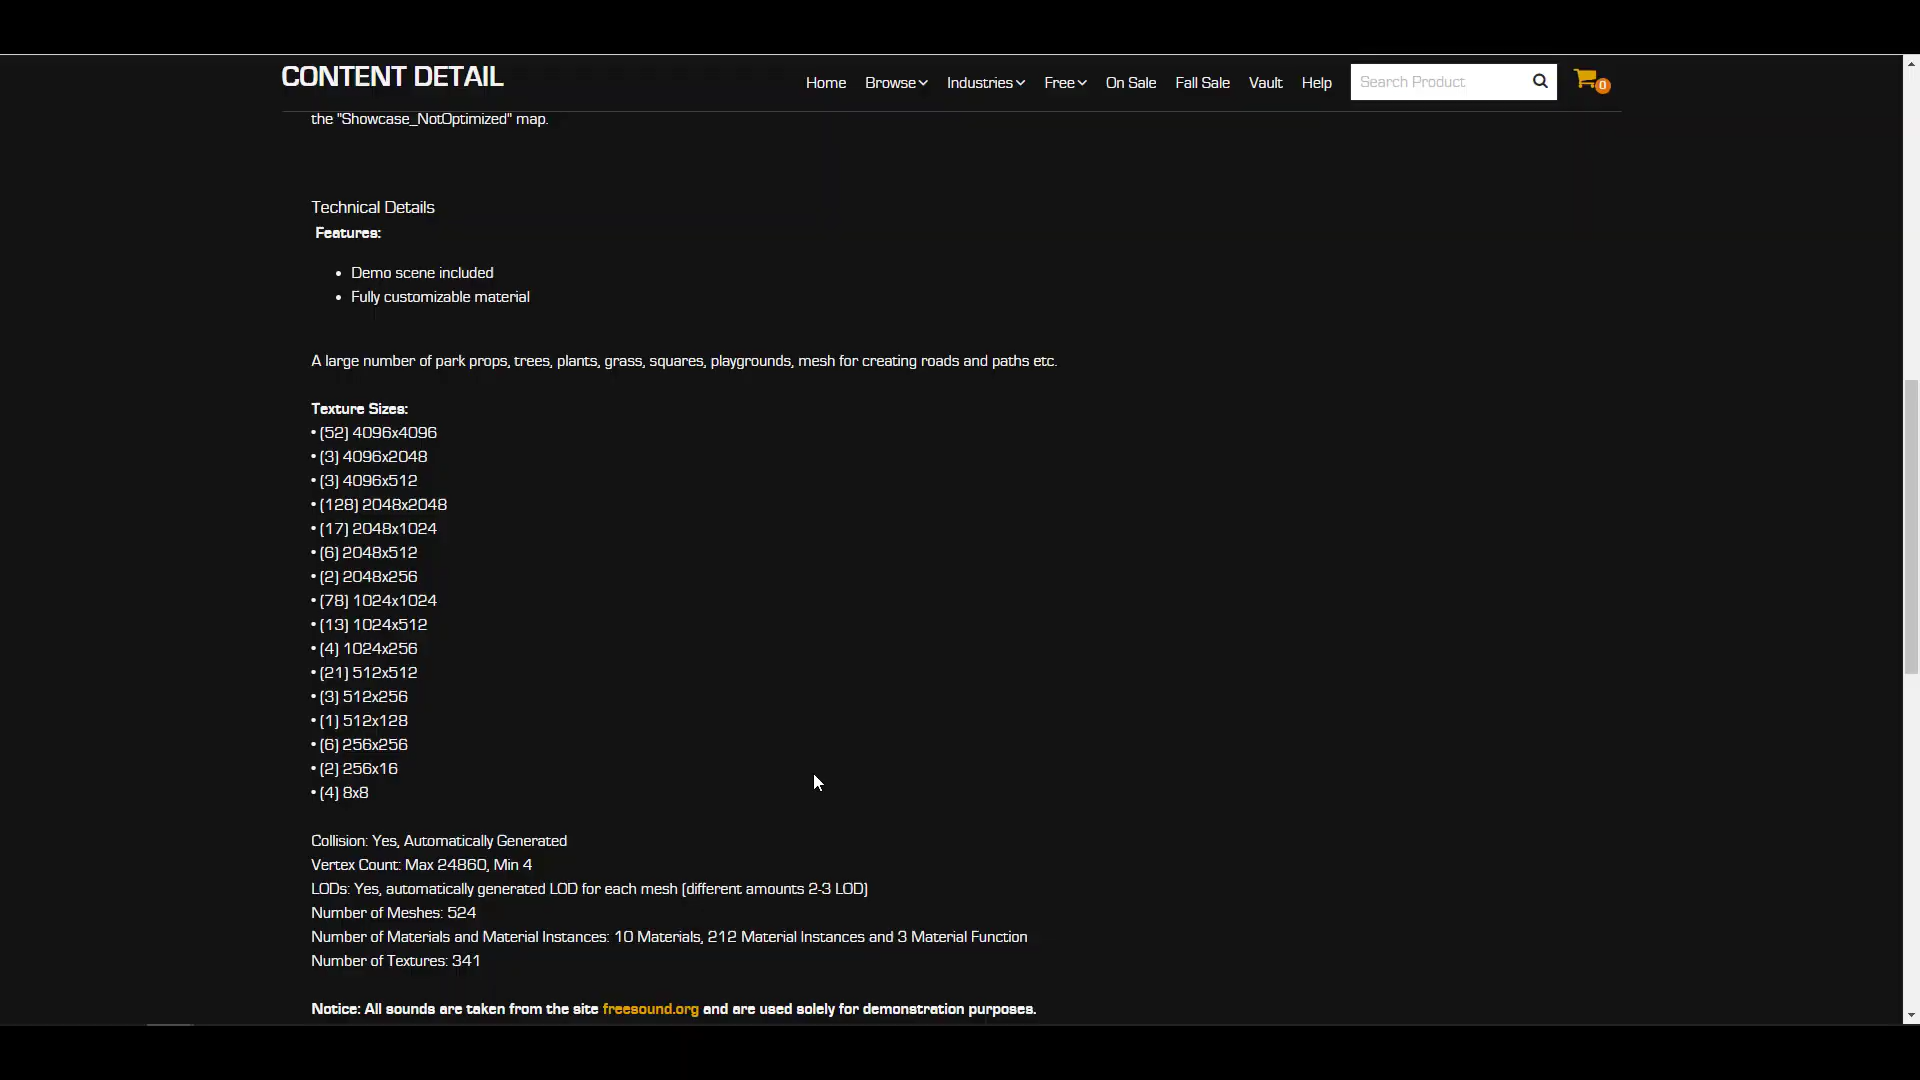 CONTENT DETAIL
Home Browse Industries Free On Sale Fall Sale Vault Help Search Product 0
the "Showcase_NotOptimized" map.
Technical Details
Features:
• Demo scene included
• Fully customizable material
A large number of park props, trees, plants, grass, squares, playgrounds, mesh for creating roads and paths etc.
Texture Sizes:
• (52) 4096x4096
• (3) 4096x2048
• (3) 4096x512
• (128) 2048x2048
• (17) 2048x1024
• (6) 2048x512
• (2) 2048x256
• (78) 1024x1024
• (13) 1024x512
• (4) 1024x256
• (21) 512x512
• (3) 512x256
• (1) 512x128
• (6) 256x256
• (2) 256x16
• (4) 8x8
Collision: Yes, Automatically Generated
Vertex Count: Max 24860, Min 4
LODs: Yes, automatically generated LOD for each mesh (different amounts 2-3 LOD)
Number of Meshes: 524
Number of Materials and Material Instances: 10 Materials, 212 Material Instances and 3 Material Function
Number of Textures: 341
Notice: All sounds are taken from the site freesound.org and are used solely for demonstration purposes.